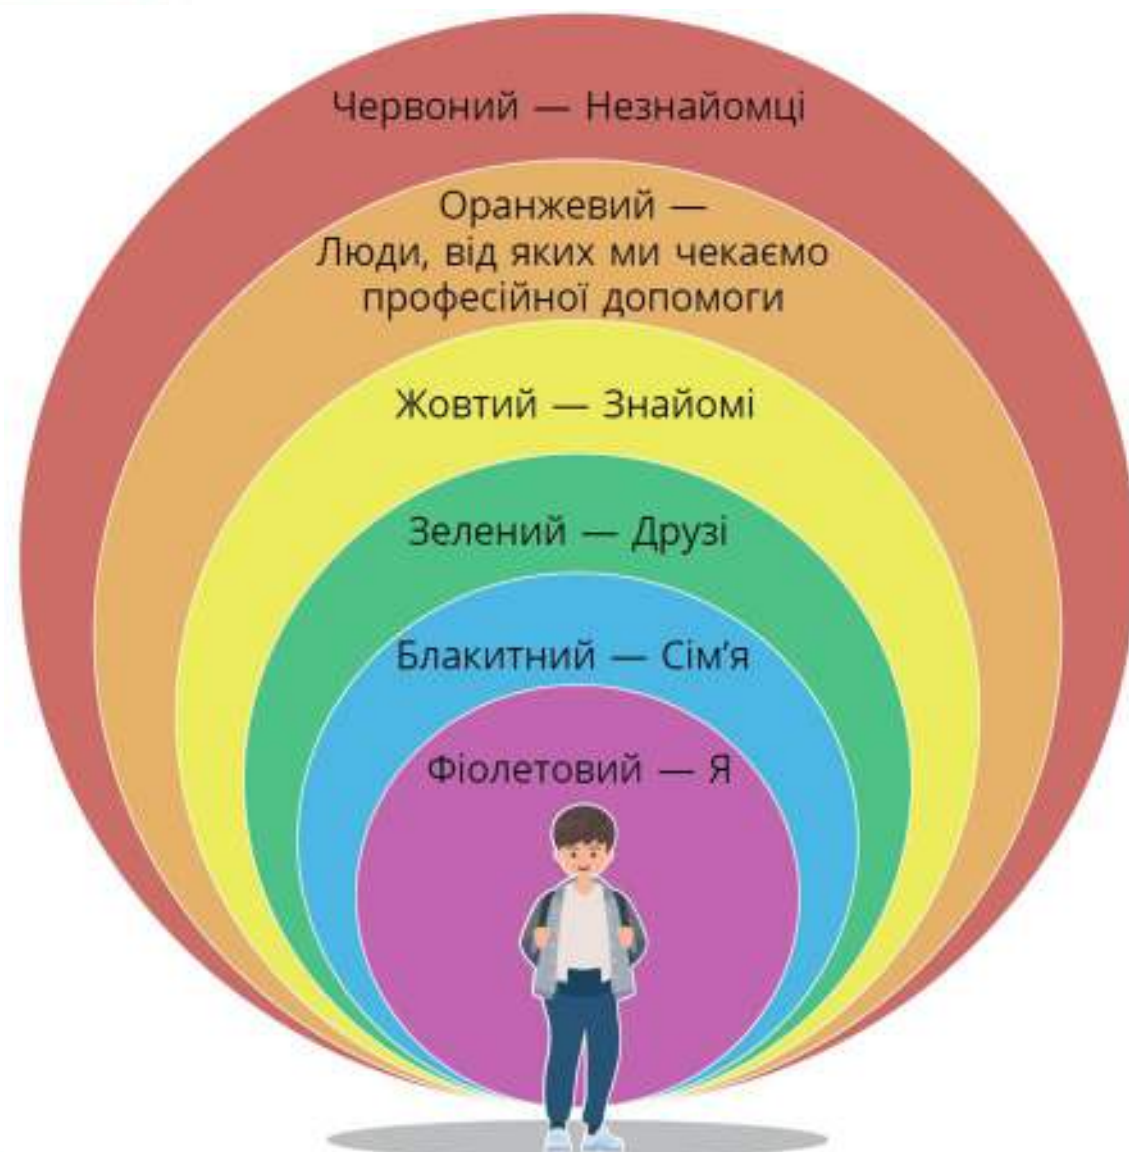 Червоний — Незнайомці
Оранжевий —
Люди, від яких ми чекаємо
професійної допомоги
Жовтий — Знайомі
Зелений — Друзі
Блакитний — Сім’я
Фіолетовий — Я